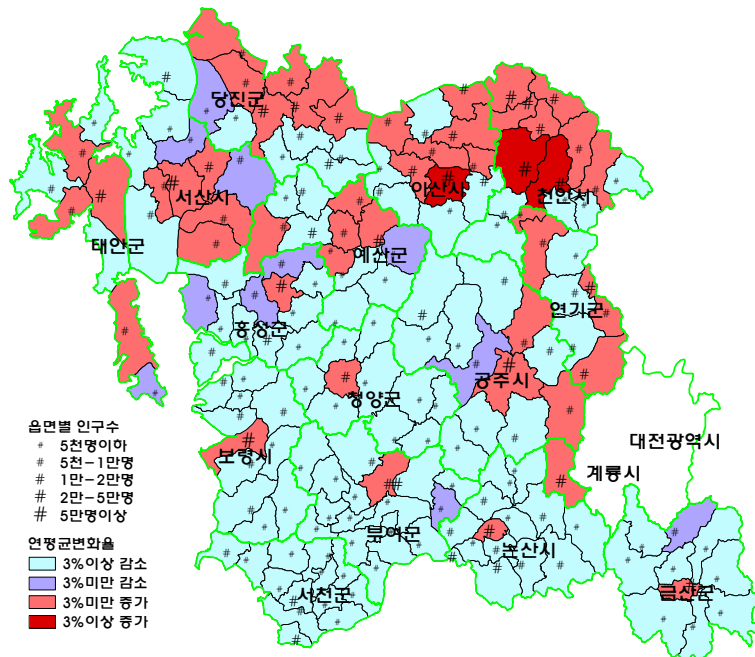 당진군
서산시
아산시
천안시
태안군
예산군
연기군
홍성군
공주시
청양군
대전광역시
보령시
계룡시
부여군
논산시
서천군
금산군
읍면별 인구수
# 5천명이하
# 5천-1만명
# 1만-2만명
# 2만-5만명
# 5만명이상
연평균변화율
3%이상 감소
3%미만 감소
3%미만 증가
3%이상 증가